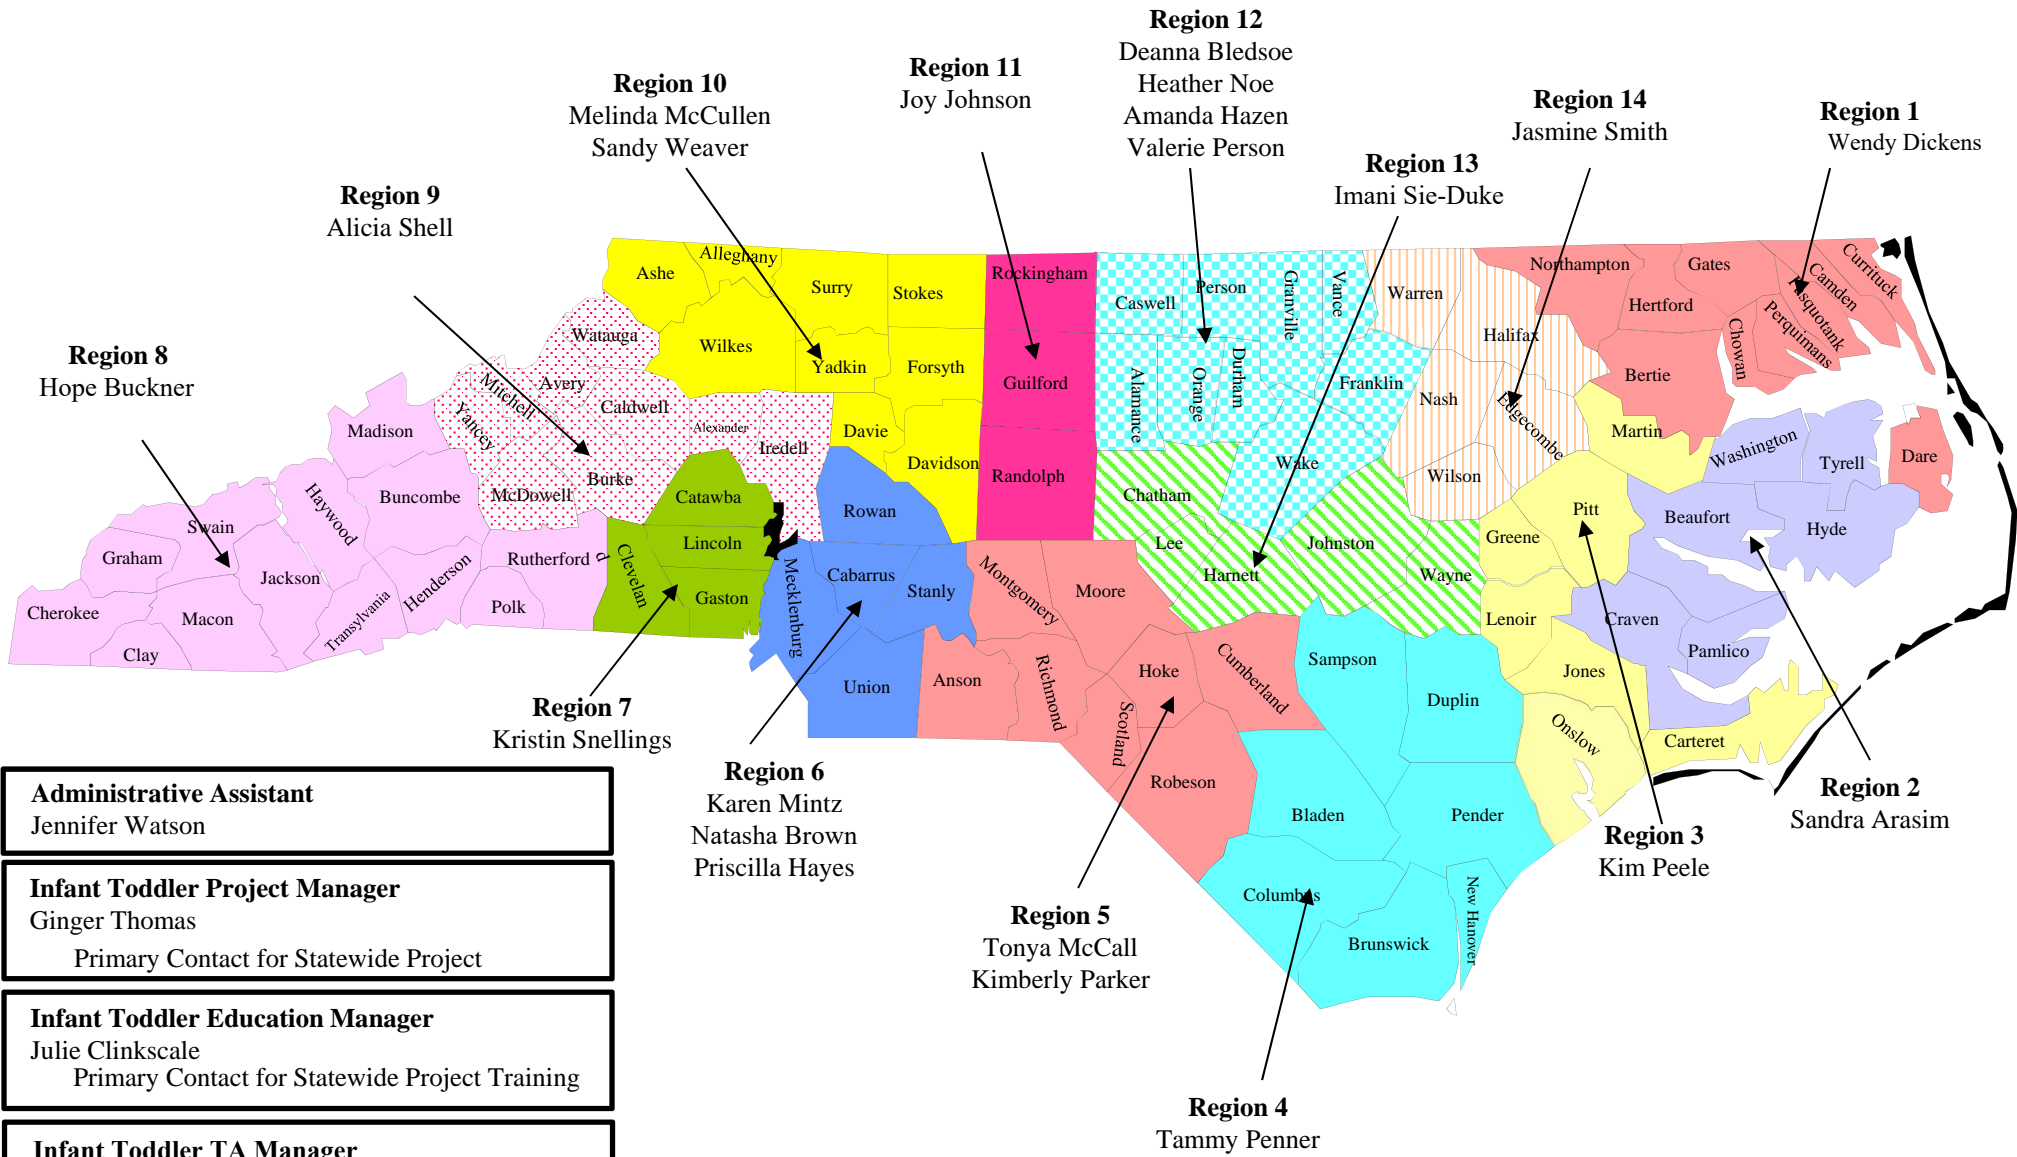 Region 12
Deanna Bledsoe
Heather Noe
Amanda Hazen
Valerie Person
Region 11
Joy Johnson
Region 10
Melinda McCullen
Sandy Weaver
Region 14
Jasmine Smith
Region 1
Wendy Dickens
Region 13
Imani Sie-Duke
Region 9
Alicia Shell
Region 8
Hope Buckner
Ashe
Alleghany
Surry
Stokes
Rockingham
Caswell
Person
Granville
Vance
Warren
Northampton
Gates
Hertford
Halifax
Currituck
Camden
Pasquotank
Perquimans
Chowan
Bertie
Watauga
Wilkes
Yadkin
Forsyth
Guilford
Alamance
Orange
Durham
Franklin
Nash
Edgecombe
Martin
Washington
Tyrell
Dare
Madison
Yancey
Mitchell
Avery
Caldwell
Alexander
Iredell
Davie
Davidson
Randolph
Chatham
Wake
Wilson
Pitt
Beaufort
Hyde
Swain
Haywood
Buncombe
McDowell
Burke
Catawba
Rowan
Graham
Jackson
Henderson
Rutherford
d
Clevelan
Lincoln
Gaston
Mecklenburg
Cabarrus
Stanly
Montgomery
Moore
Lee
Harnett
Johnston
Wayne
Greene
Lenoir
Craven
Pamlico
Cherokee
Clay
Macon
Transylvania
Polk
Union
Anson
Richmond
Scotland
Hoke
Cumberland
Sampson
Duplin
Jones
Onslow
Carteret
Robeson
Bladen
Pender
Columbus
Brunswick
New Hanover
Region 7
Kristin Snellings
Region 6
Karen Mintz
Natasha Brown
Priscilla Hayes
Region 5
Tonya McCall
Kimberly Parker
Region 4
Tammy Penner
Region 3
Kim Peele
Region 2
Sandra Arasim
Administrative Assistant
Jennifer Watson
Infant Toddler Project Manager
Ginger Thomas
Primary Contact for Statewide Project
Infant Toddler Education Manager
Julie Clinkscale
Primary Contact for Statewide Project Training
Infant Toddler TA Manager